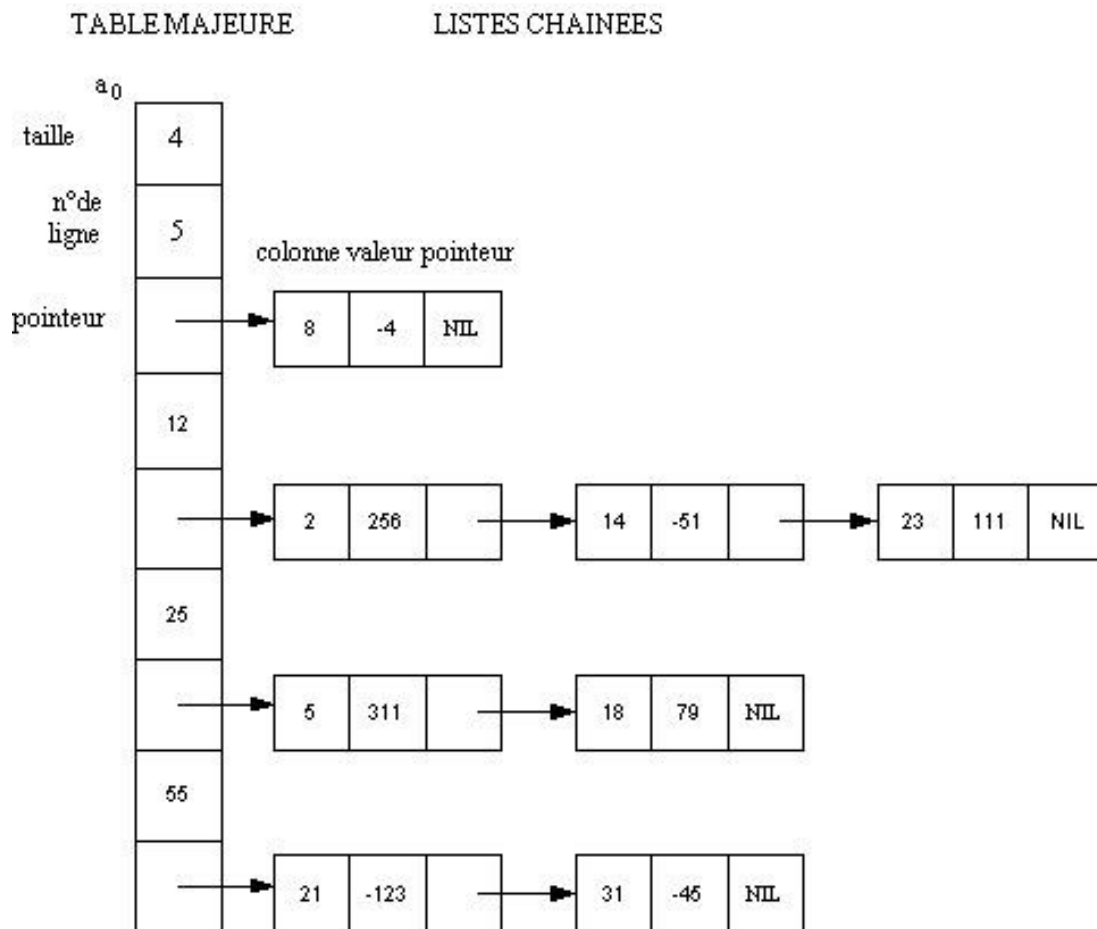 TABLE MAJEURE LISTES CHAINEES
a0
taille 4
n°de
ligne 5
colonne valeur pointeur
pointeur 8 -4 NIL
12
2 256 14 -51 23 111 NIL
25
5 311 18 79 NIL
55
21 -123 31 -45 NIL